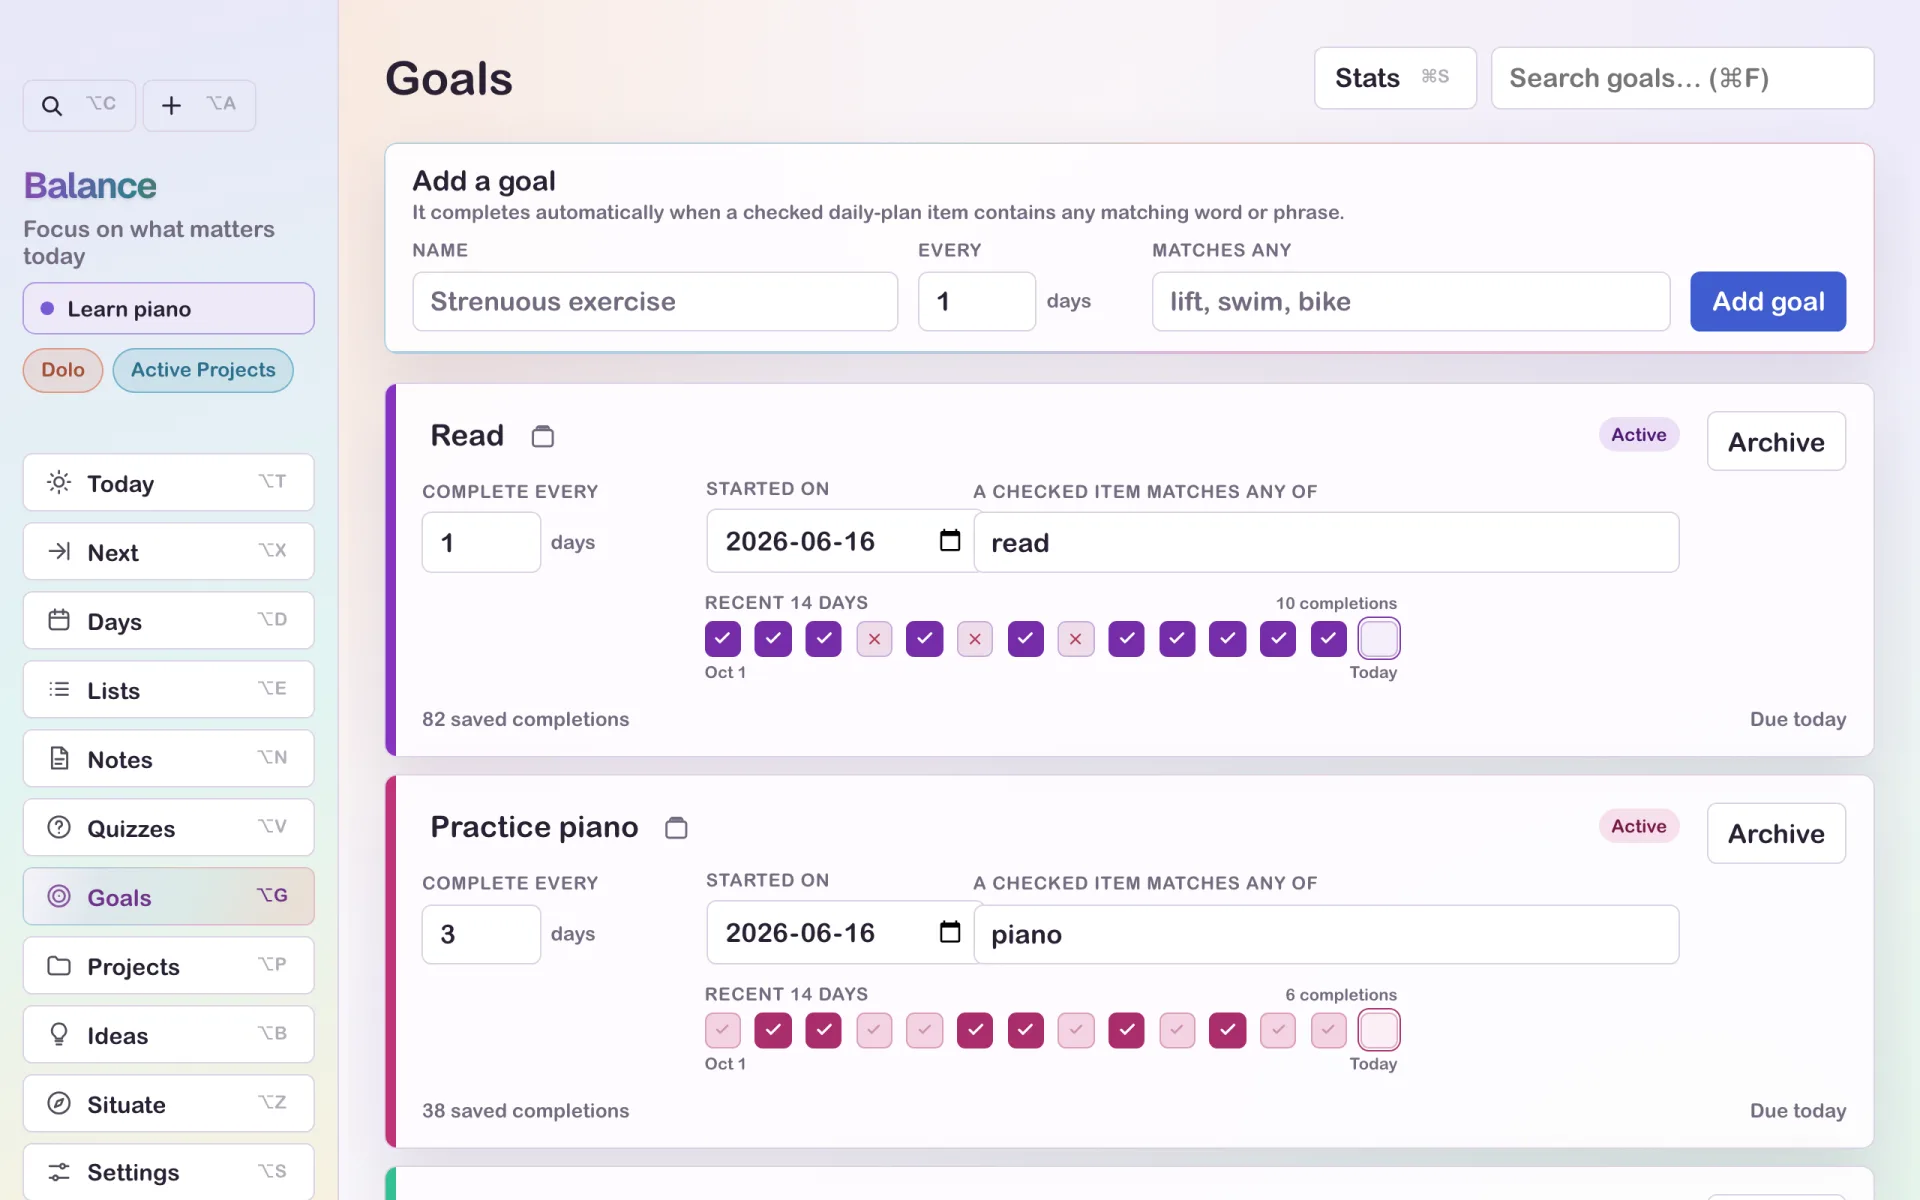 ⌥C
⌥A
Balance
Focus on what matters
today
Learn piano
Dolo
Active Projects
Today ⌥T
Next ⌥X
Days ⌥D
Lists ⌥E
Notes ⌥N
Quizzes ⌥V
Goals ⌥G
Projects ⌥P
Ideas ⌥B
Situate ⌥Z
Settings ⌥S
Goals
Stats ⌘S
Search goals... (⌘F)
Add a goal
It completes automatically when a checked daily-plan item contains any matching word or phrase.
NAME
Strenuous exercise
EVERY
1 days
MATCHES ANY
lift, swim, bike
Add goal
Read
Active
Archive
COMPLETE EVERY
1 days
STARTED ON
2026-06-16
A CHECKED ITEM MATCHES ANY OF
read
RECENT 14 DAYS
10 completions
Oct 1
Today
82 saved completions
Due today
Practice piano
Active
Archive
COMPLETE EVERY
3 days
STARTED ON
2026-06-16
A CHECKED ITEM MATCHES ANY OF
piano
RECENT 14 DAYS
6 completions
Oct 1
Today
38 saved completions
Due today